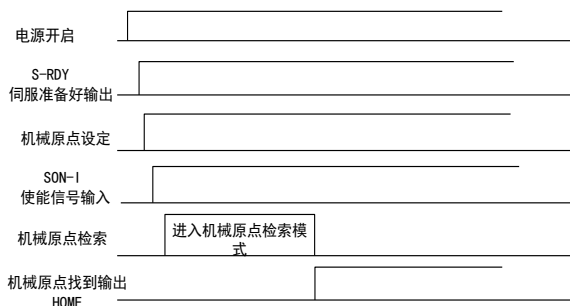 电源开启
S-RDY
伺服准备好输出
机械原点设定
SON-I
使能信号输入
机械原点检索
进入机械原点检索模
式
机械原点找到输出
HOME